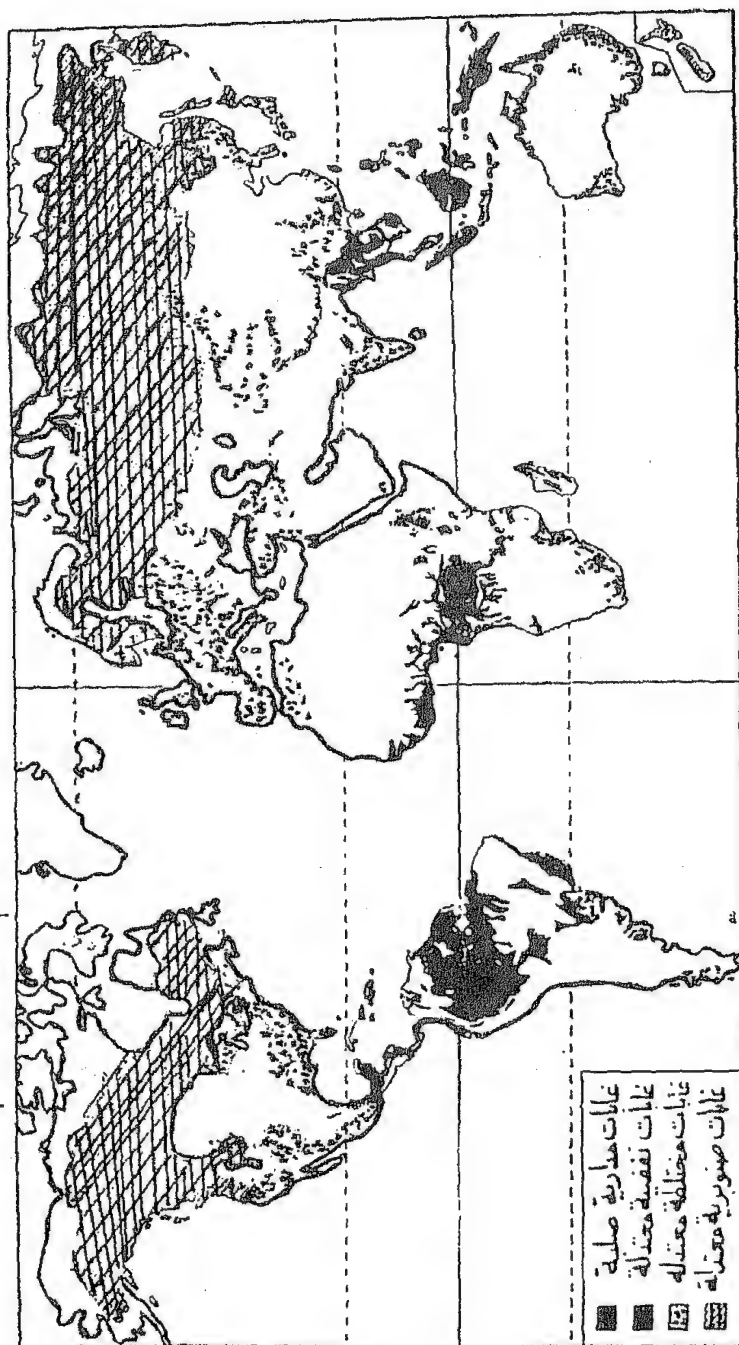 غابات مدارية صلبة
غابات نفضية معتدلة
غابات مختلطة معتدلة
غابات صنوبرية معتدلة